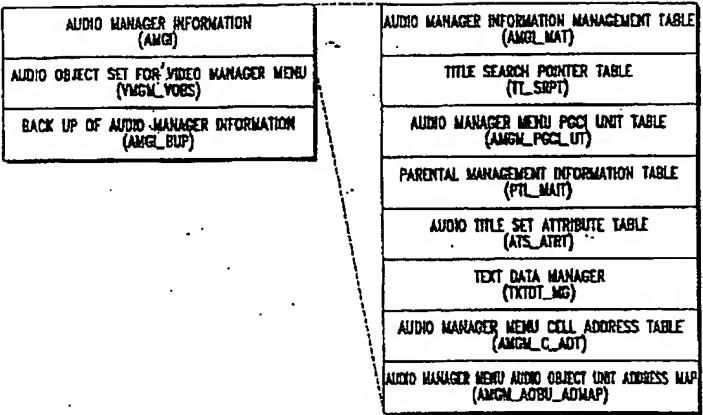 AUDIO MANAGER INFORMATION
(AMGI)
AUDIO OBJECT SET FOR VIDEO MANAGER MENU
(VMGM_VOBS)
BACK UP OF AUDIO MANAGER INFORMATION
(AMGI_BUP)
AUDIO MANAGER INFORMATION MANAGEMENT TABLE
(AMGI_MAT)
TITLE SEARCH POINTER TABLE
(TT_SRPT)
AUDIO MANAGER MENU PGCI UNIT TABLE
(AMGM_PGCI_UT)
PARENTAL MANAGEMENT INFORMATION TABLE
(PTL_MAIT)
AUDIO TITLE SET ATTRIBUTE TABLE
(ATS_ATRT)
TEXT DATA MANAGER
(TXTDT_MG)
AUDIO MANAGER MENU CELL ADDRESS TABLE
(AMGM_C_ADT)
AUDIO MANAGER MENU AUDIO OBJECT UNIT ADDRESS MAP
(AMGM_AOBU_ADMAP)